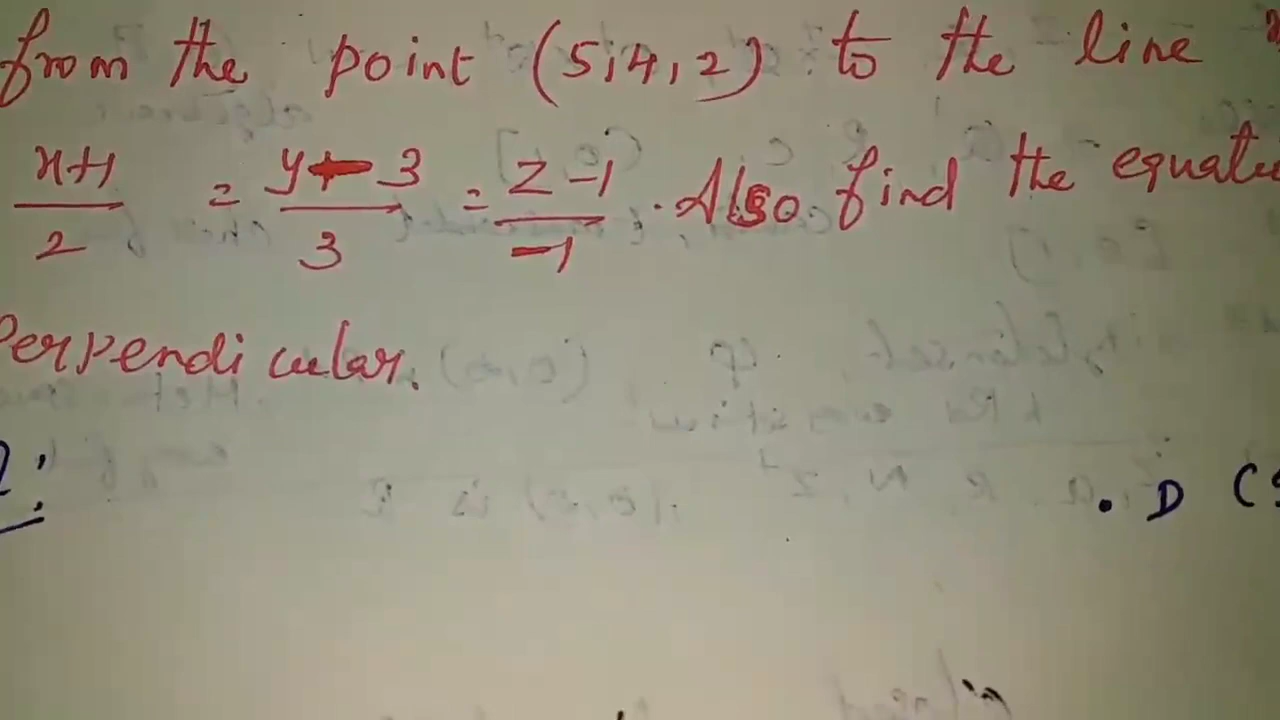 from the point (5,4,2) to the line
x+1/2 = y-3/3 = z-1/-1 . Also find the
Perpendicular.
. D (5